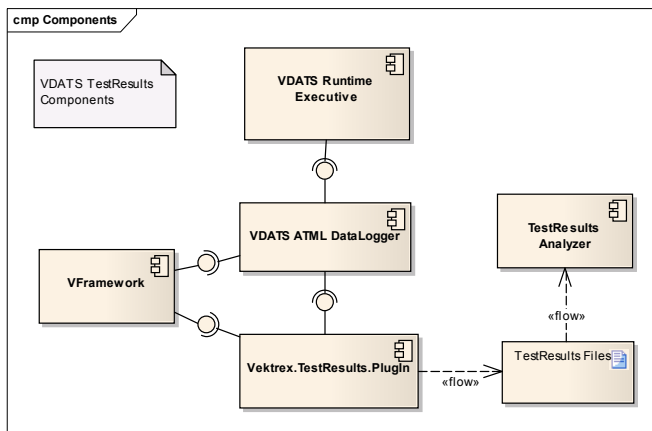 cmp Components
VDATS TestResults
Components
VDATS Runtime
Executive
VDATS ATML DataLogger
TestResults
Analyzer
VFramework
«flow»
Vektrex.TestResults.PlugIn
«flow»
TestResults Files